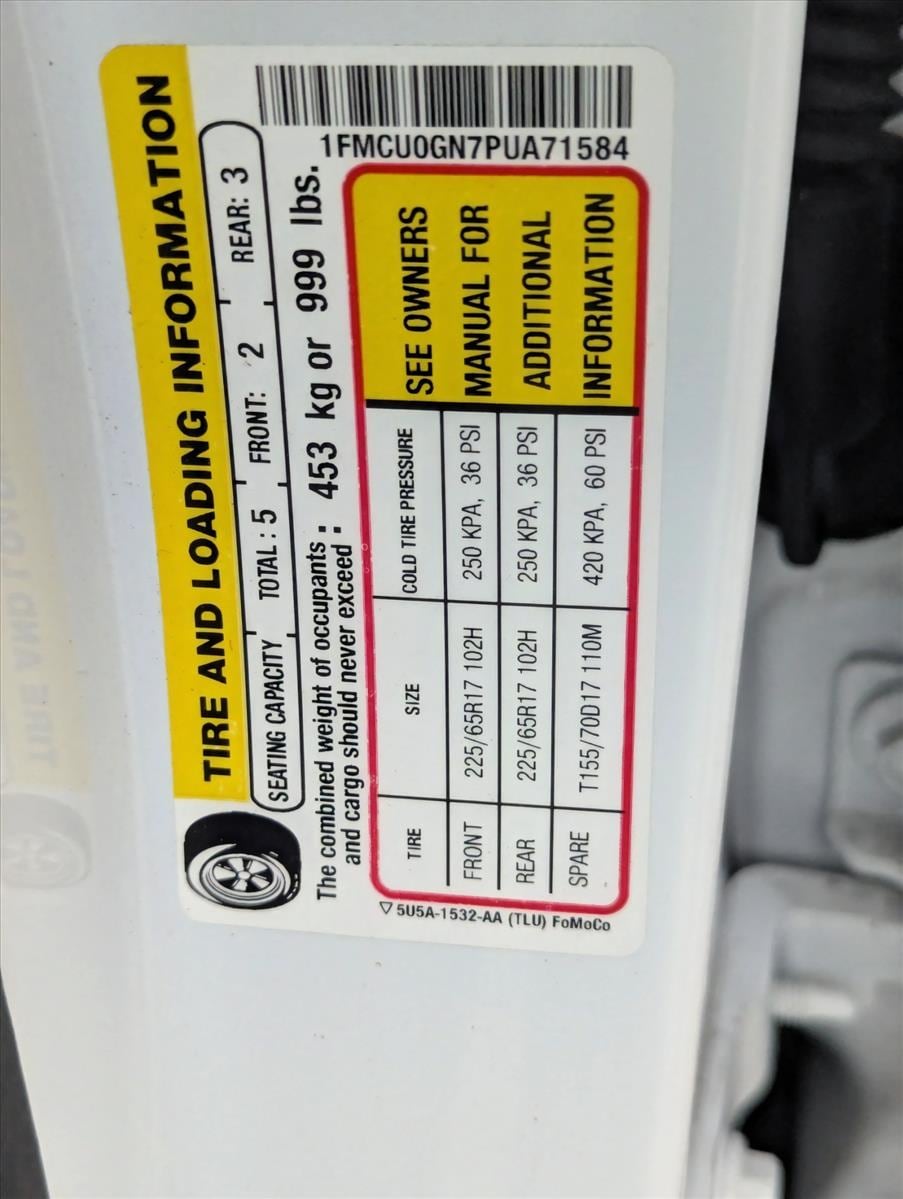 TIRE AND LOADING INFORMATION
SEATING CAPACITY TOTAL : 5 FRONT: 2 REAR: 3
The combined weight of occupants : 453 kg or 999 lbs.
and cargo should never exceed :
1FMCU0GN7PUA71584
TIRE SIZE COLD TIRE PRESSURE SEE OWNERS
FRONT 225/65R17 102H 250 KPA, 36 PSI MANUAL FOR
REAR 225/65R17 102H 250 KPA, 36 PSI ADDITIONAL
SPARE T155/70D17 110M 420 KPA, 60 PSI INFORMATION
▽ 5U5A-1532-AA (TLU) FoMoCo